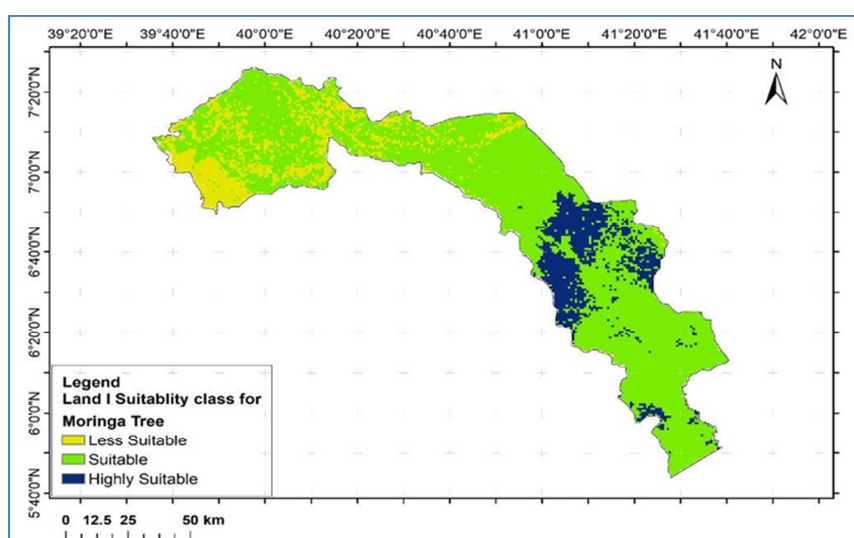 39°20'0"E 39°40'0"E 40°0'0"E 40°20'0"E 40°40'0"E 41°0'0"E 41°20'0"E 41°40'0"E 42°0'0"E
N
7°20'0"N
7°0'0"N
6°40'0"N
6°20'0"N
6°0'0"N
5°40'0"N
Legend
Land I Suitablity class for
Moringa Tree
Less Suitable
Suitable
Highly Suitable
0 12.5 25 50 km